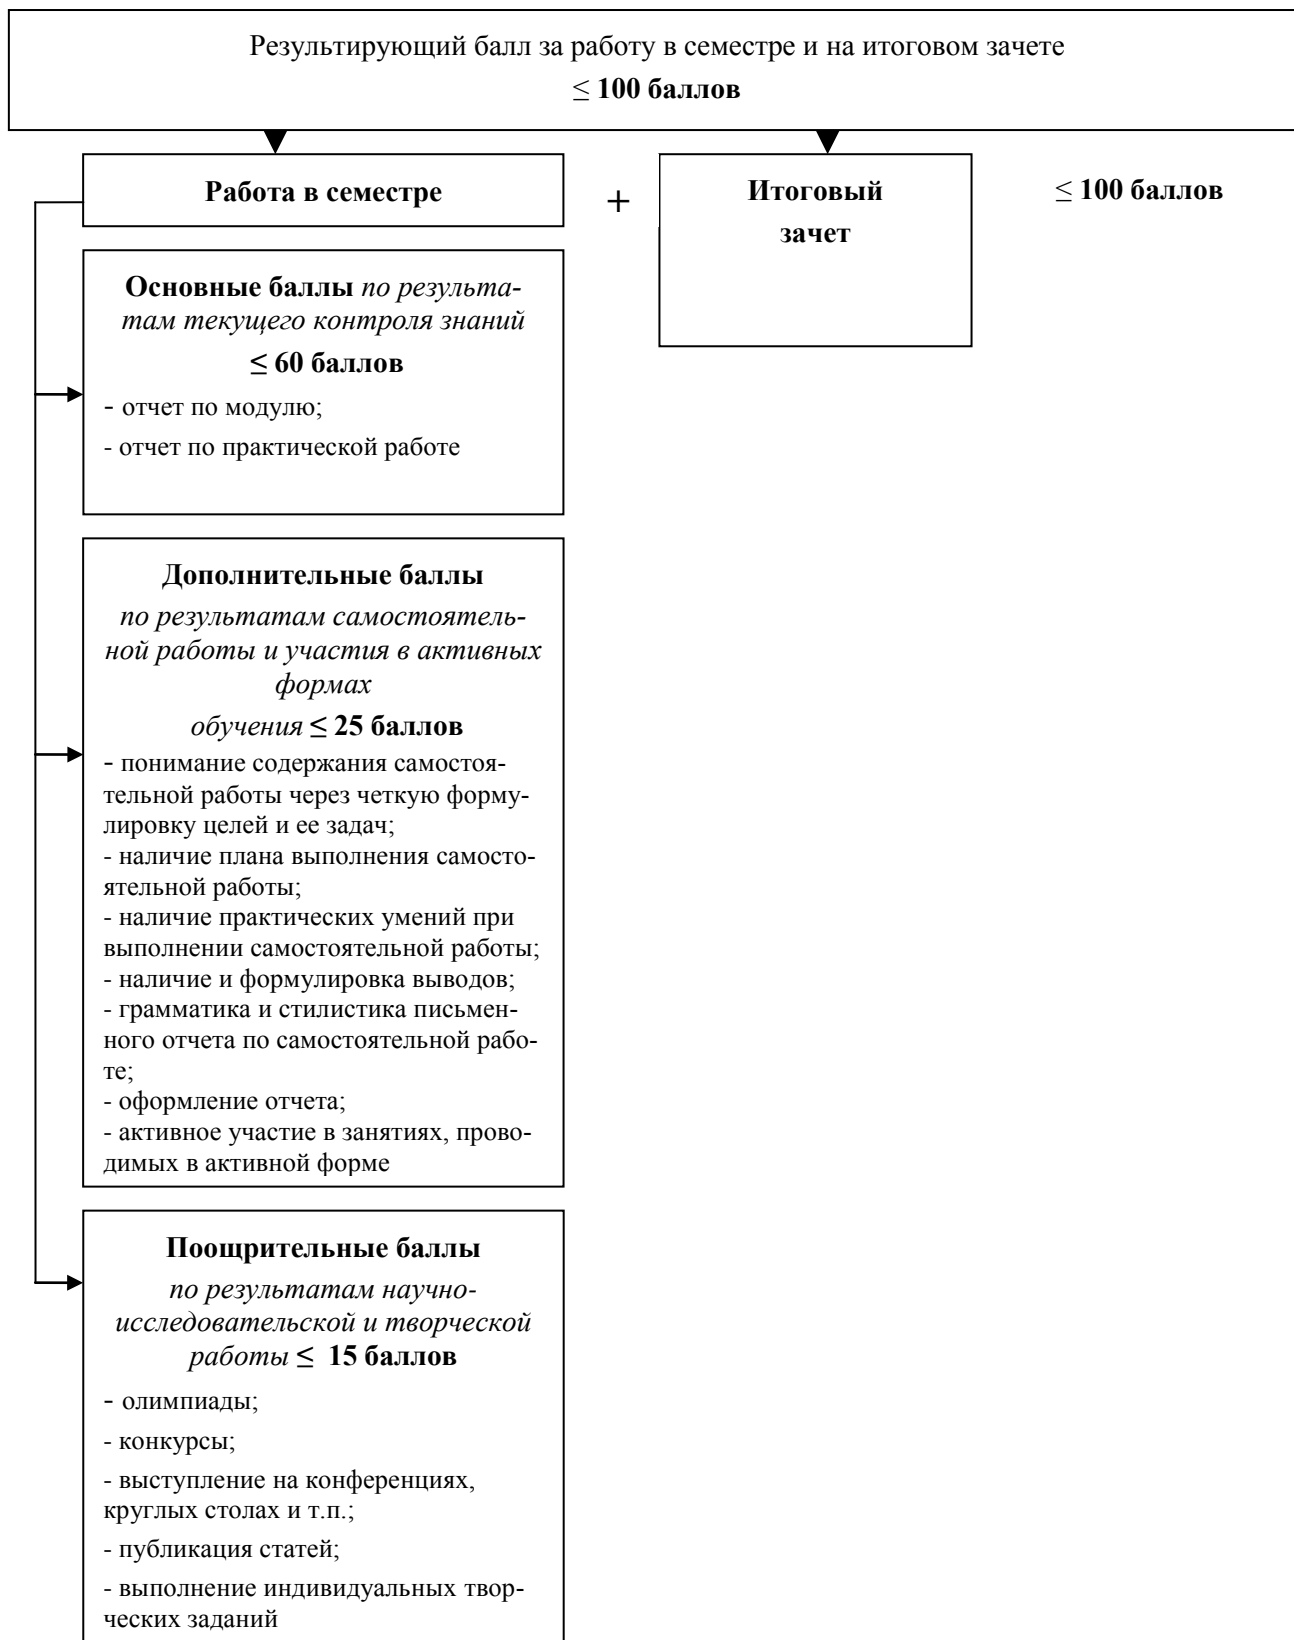 Результирующий балл за работу в семестре и на итоговом зачете
≤ 100 баллов
Работа в семестре
+
Итоговый
зачет
≤ 100 баллов
Основные баллы по результа-
там текущего контроля знаний
≤ 60 баллов
- отчет по модулю;
- отчет по практической работе
Дополнительные баллы
по результатам самостоятель-
ной работы и участия в активных
формах
обучения ≤ 25 баллов
- понимание содержания самостоя-
тельной работы через четкую форму-
лировку целей и ее задач;
- наличие плана выполнения самосто-
ятельной работы;
- наличие практических умений при
выполнении самостоятельной работы;
- наличие и формулировка выводов;
- грамматика и стилистика письмен-
ного отчета по самостоятельной рабо-
те;
- оформление отчета;
- активное участие в занятиях, прово-
димых в активной форме
Поощрительные баллы
по результатам научно-
исследовательской и творческой
работы ≤ 15 баллов
- олимпиады;
- конкурсы;
- выступление на конференциях,
круглых столах и т.п.;
- публикация статей;
- выполнение индивидуальных твор-
ческих заданий